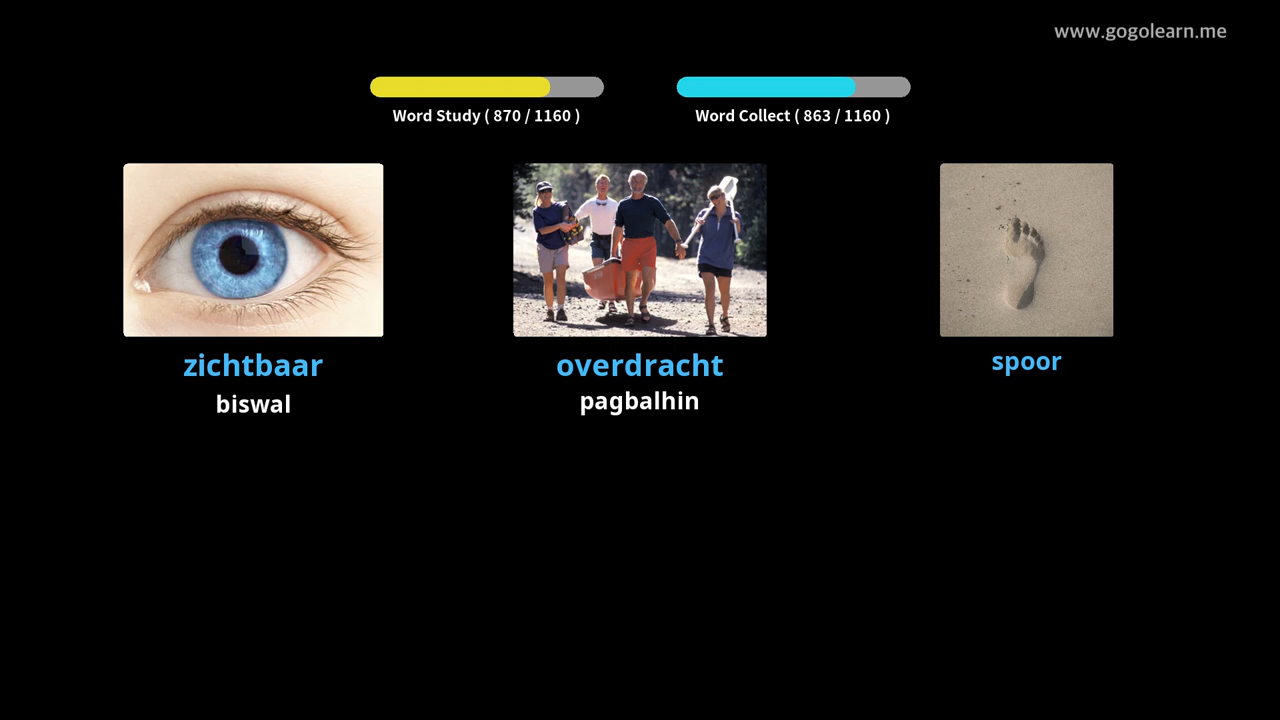 www.gogolearn.me
Word Study ( 870 / 1160 )
Word Collect ( 863 / 1160 )
zichtbaar
biswal
overdracht
pagbalhin
spoor